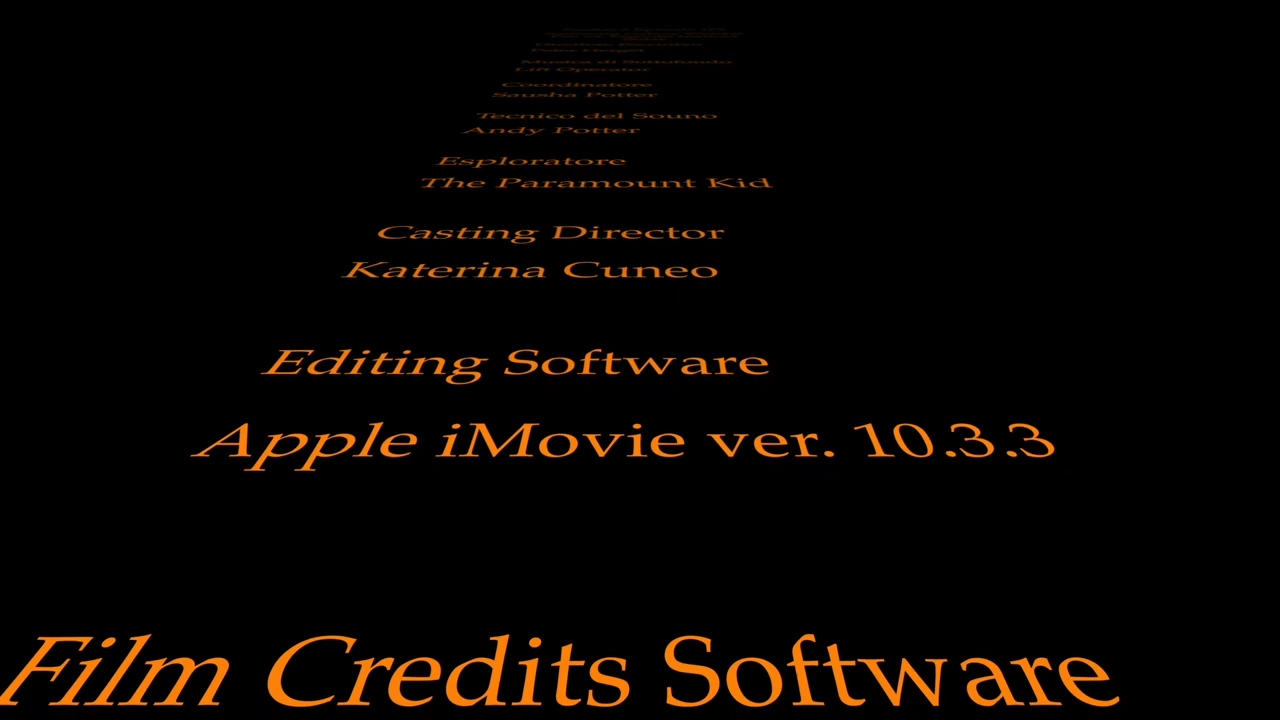 Musica di Sottofondo
Lift Operator
Coordinatore
Sausha Potter
Tecnico del Souno
Andy Potter
Esploratore
The Paramount Kid
Casting Director
Katerina Cuneo
Editing Software
Apple iMovie ver. 10.3.3
Film Credits Software